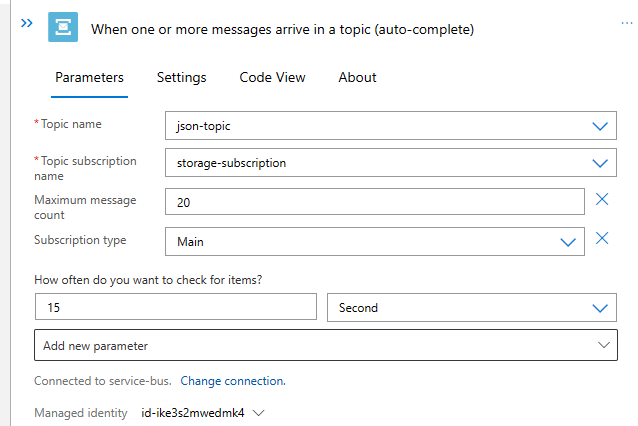 When one or more messages arrive in a topic (auto-complete)
Parameters Settings Code View About
*Topic name
json-topic
*Topic subscription
name
storage-subscription
Maximum message
count
20
Subscription type
Main
How often do you want to check for items?
15
Second
Add new parameter
Connected to service-bus. Change connection.
Managed identity id-ike3s2mwedmk4